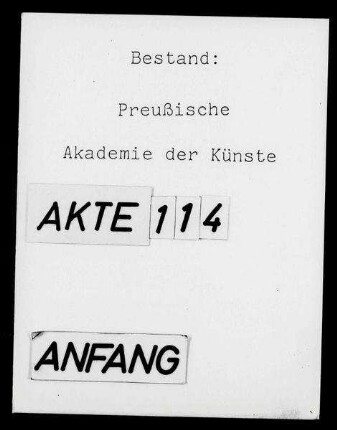 Bestand:
Preußische
Akademie der Künste
AKTE 114
ANFANG